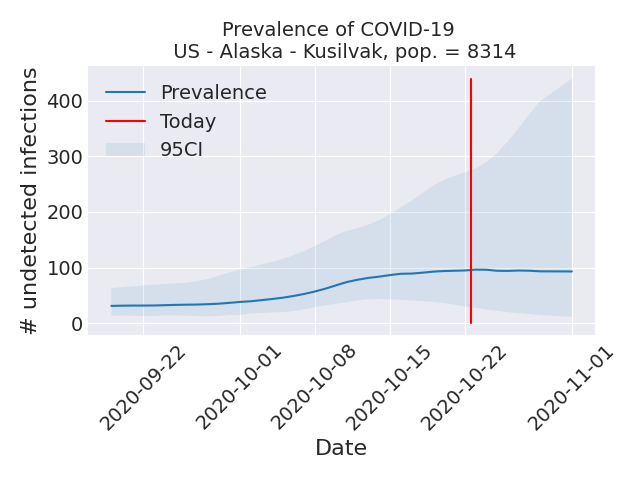 Prevalence of COVID-19
US - Alaska - Kusilvak, pop. = 8314
# undetected infections
400
300
200
100
0
Prevalence
Today
95CI
2020-09-22
2020-10-01
2020-10-08
2020-10-15
2020-10-22
2020-11-01
Date